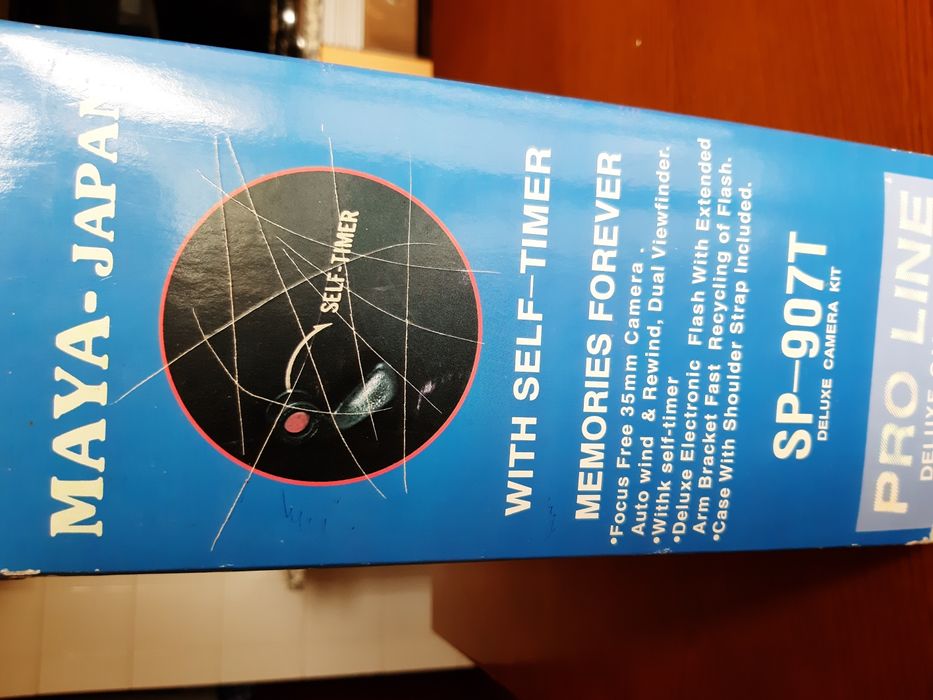 MAYA-JAPAN
SELF-TIMER
WITH SELF-TIMER
MEMORIES FOREVER
•Focus Free 35mm Camera .
Auto wind & Rewind, Dual Viewfinder.
•Withk self-timer
•Deluxe Electronic Flash With Extended
Arm Bracket Fast Recycling of Flash.
•Case With Shoulder Strap Included.
SP-907T
DELUXE CAMERA KIT
PRO LINE
DELUXE